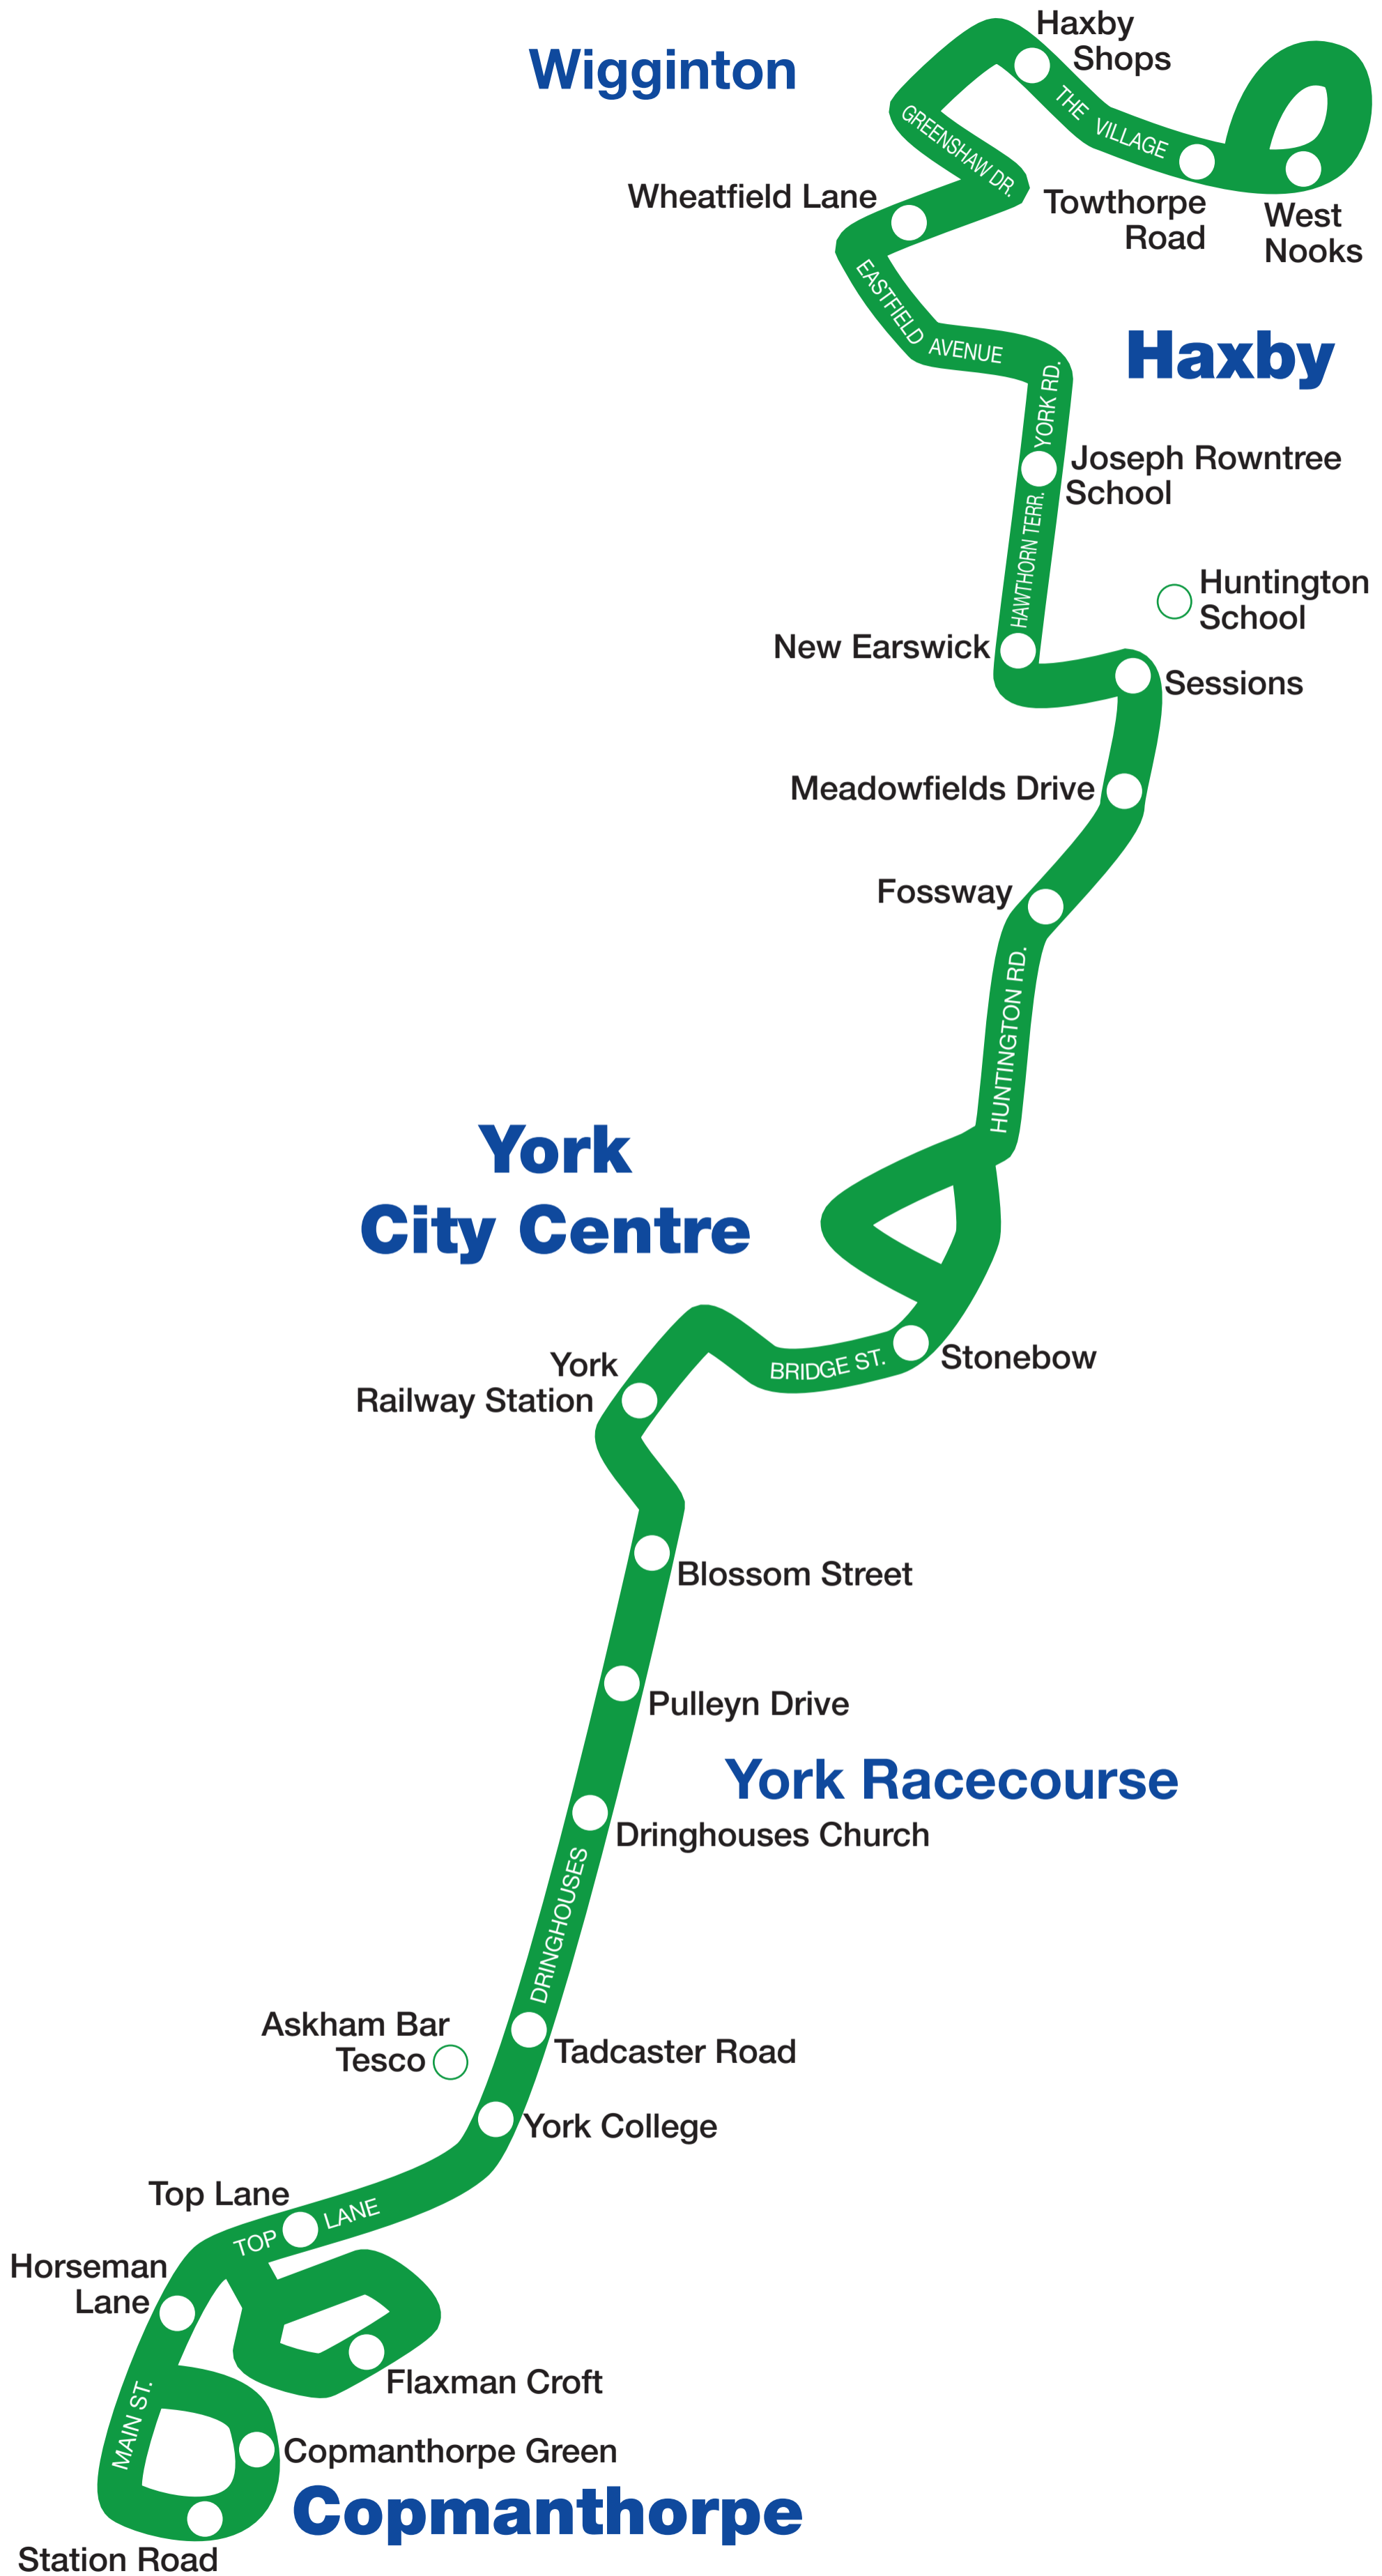 Haxby
Shops
Wigginton
THE VILLAGE
GREENSHAW DR.
Wheatfield Lane
Towthorpe
Road
West
Nooks
EASTFIELD AVENUE
Haxby
YORK RD.
Joseph Rowntree
School
HAWTHORN TERR.
Huntington
School
New Earswick
Sessions
Meadowfields Drive
Fossway
HUNTINGTON RD.
York
City Centre
Stonebow
BRIDGE ST.
York
Railway Station
Blossom Street
Pulleyn Drive
York Racecourse
Dringhouses Church
DRINGHOUSES
Askham Bar
Tesco
Tadcaster Road
York College
Top Lane
TOP LANE
Horseman
Lane
Flaxman Croft
MAIN ST.
Copmanthorpe Green
Copmanthorpe
Station Road